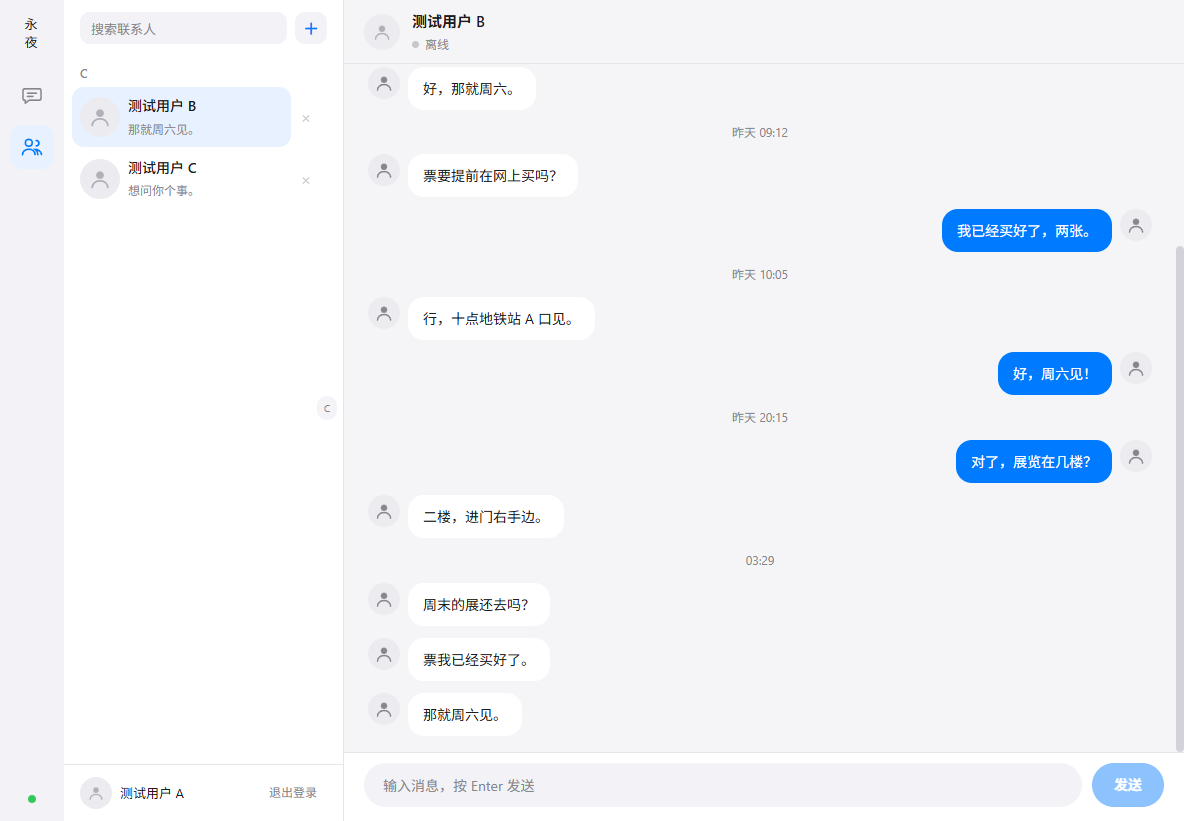 永
夜
搜索联系人
C
测试用户 B
那就周六见。
测试用户 C
想问你个事。
C
测试用户 A
退出登录
测试用户 B
离线
好，那就周六。
昨天 09:12
票要提前在网上买吗？
我已经买好了，两张。
昨天 10:05
行，十点地铁站 A 口见。
好，周六见！
昨天 20:15
对了，展览在几楼？
二楼，进门右手边。
03:29
周末的展还去吗？
票我已经买好了。
那就周六见。
输入消息，按 Enter 发送
发送